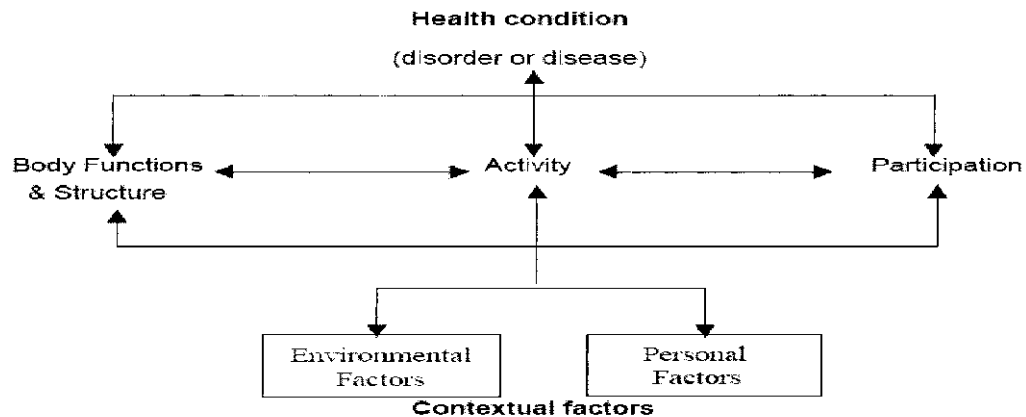 Health condition
(disorder or disease)
Body Functions
& Structure
Activity
Participation
Environmental
Factors
Personal
Factors
Contextual factors